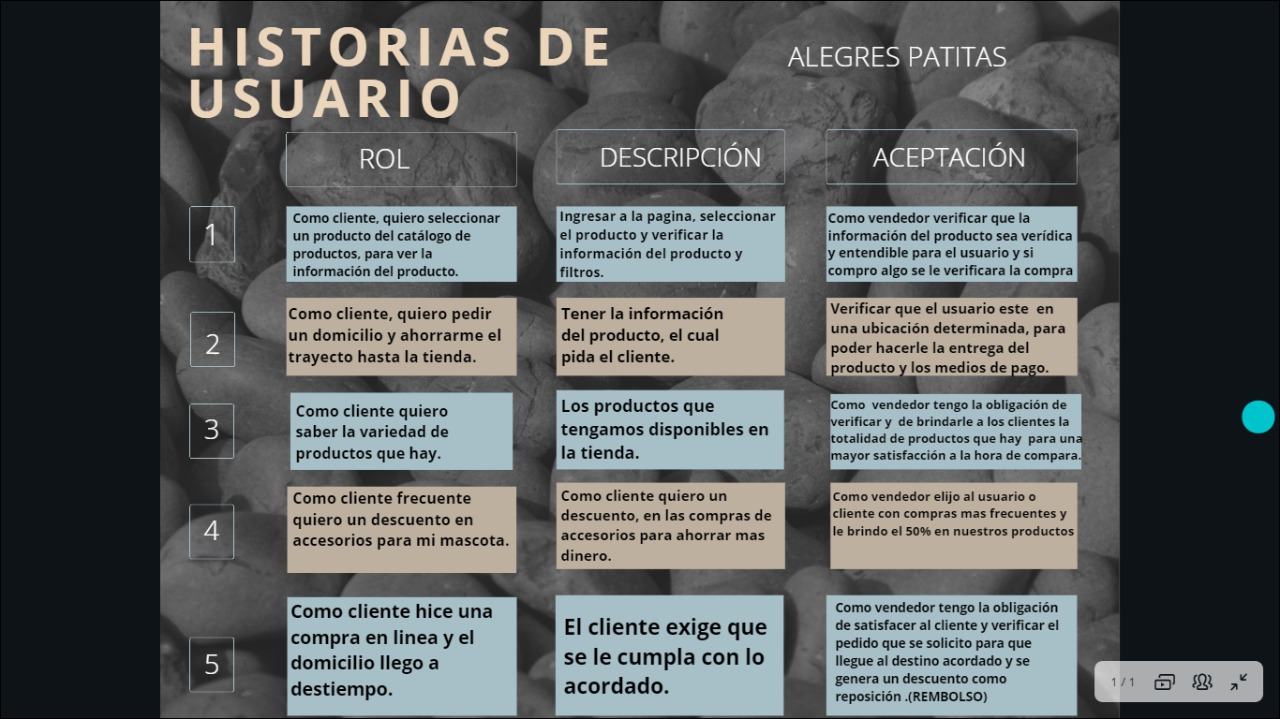 HISTORIAS DE
USUARIO
ALEGRES PATITAS
ROL
DESCRIPCIÓN
ACEPTACIÓN
1
Como cliente, quiero seleccionar
un producto del catálogo de
productos, para ver la
información del producto.
Ingresar a la pagina, seleccionar
el producto y verificar la
información del producto y
filtros.
Como vendedor verificar que la
información del producto sea verídica
y entendible para el usuario y si
compro algo se le verificara la compra
2
Como cliente, quiero pedir
un domicilio y ahorrarme el
trayecto hasta la tienda.
Tener la información
del producto, el cual
pida el cliente.
Verificar que el usuario este en
una ubicación determinada, para
poder hacerle la entrega del
producto y los medios de pago.
3
Como cliente quiero
saber la variedad de
productos que hay.
Los productos que
tengamos disponibles en
la tienda.
Como vendedor tengo la obligación de
verificar y de brindarle a los clientes la
totalidad de productos que hay para una
mayor satisfacción a la hora de compara.
4
Como cliente frecuente
quiero un descuento en
accesorios para mi mascota.
Como cliente quiero un
descuento, en las compras de
accesorios para ahorrar mas
dinero.
Como vendedor elijo al usuario o
cliente con compras mas frecuentes y
le brindo el 50% en nuestros productos
5
Como cliente hice una
compra en linea y el
domicilio llego a
destiempo.
El cliente exige que
se le cumpla con lo
acordado.
Como vendedor tengo la obligación
de satisfacer al cliente y verificar el
pedido que se solicito para que
llegue al destino acordado y se
genera un descuento como
reposición .(REMBOLSO)
1 / 1